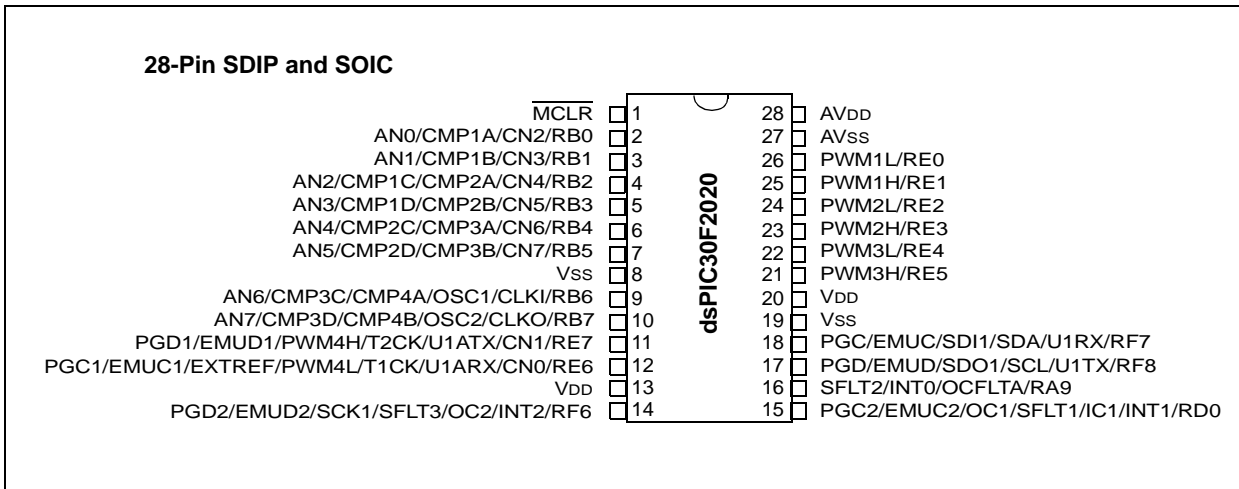 28-Pin SDIP and SOIC
MCLR 1 28 AVDD
AN0/CMP1A/CN2/RB0 2 27 AVSS
AN1/CMP1B/CN3/RB1 3 26 PWM1L/RE0
AN2/CMP1C/CMP2A/CN4/RB2 4 25 PWM1H/RE1
AN3/CMP1D/CMP2B/CN5/RB3 5 24 PWM2L/RE2
AN4/CMP2C/CMP3A/CN6/RB4 6 23 PWM2H/RE3
AN5/CMP2D/CMP3B/CN7/RB5 7 22 PWM3L/RE4
VSS 8 21 PWM3H/RE5
AN6/CMP3C/CMP4A/OSC1/CLKI/RB6 9 20 VDD
AN7/CMP3D/CMP4B/OSC2/CLKO/RB7 10 19 VSS
PGD1/EMUD1/PWM4H/T2CK/U1ATX/CN1/RE7 11 18 PGC/EMUC/SDI1/SDA/U1RX/RF7
PGC1/EMUC1/EXTREF/PWM4L/T1CK/U1ARX/CN0/RE6 12 17 PGD/EMUD/SDO1/SCL/U1TX/RF8
VDD 13 16 SFLT2/INT0/OCFLTA/RA9
PGD2/EMUD2/SCK1/SFLT3/OC2/INT2/RF6 14 15 PGC2/EMUC2/OC1/SFLT1/IC1/INT1/RD0
dsPIC30F2020